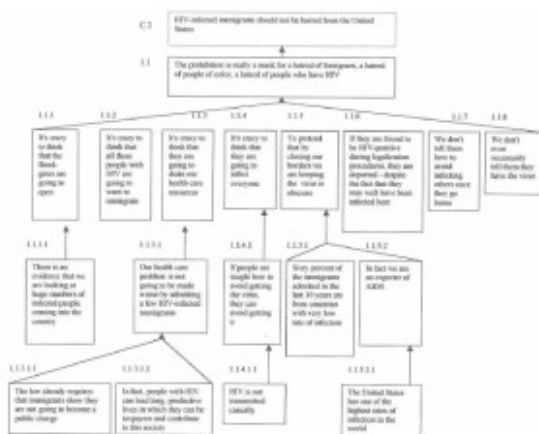 C 2
HIV-infected immigrants should not be barred from the United
States
1.1
The prohibition is really a mask for a hatred of foreigners, a hatred
of people of color, a hatred of people who have HIV
1.1.1
It's crazy to
think that the
flood-
gates are
going to
open
1.1.2
It's crazy to
think that all
these people with
HIV are
going to want to
immigrate
1.1.3
It's crazy to
think that they
are going to
drain our
health-care
resources
1.1.4
It's crazy to
think that they
are going to
infect
everyone
1.1.5
To pretend that
by closing
our borders we
are keeping
the virus in
1.1.6
If they are found to
be HIV-positive
during legalization
procedures, they are
deported – despite
the fact that they
may well have been
infected here
1.1.7
We don't
tell them
how to
avoid
infecting
others once
they go
home
1.1.8
We don't
even
necessarily
tell them they
have the virus
1.1.1.1
There is no
evidence that we
are looking at
huge numbers of
infected people
coming into the
country
1.1.3.1
Our health care
problem is not
going to be made
worse by admitting
a few HIV-infected
immigrants
1.1.4.1
If people are
taught how to
avoid getting
the virus,
they can
avoid getting
it
1.1.5.1
Sixty percent of the
immigrants
admitted in the
last 10 years are
from countries
with very low
rate of infection
1.1.5.2
In fact we are
an exporter of
AIDS
1.1.3.1.1
The law already requires
that immigrants show they
are not going to become a
public charge
1.1.3.1.2
In fact, people with HIV
can lead long, productive
lives in which they can be
taxpayers and contribute
to this society
1.1.4.1.1
HIV is not
transmitted
casually
1.1.5.2.1
The United States
has one of the
highest rates of
infection in the
world